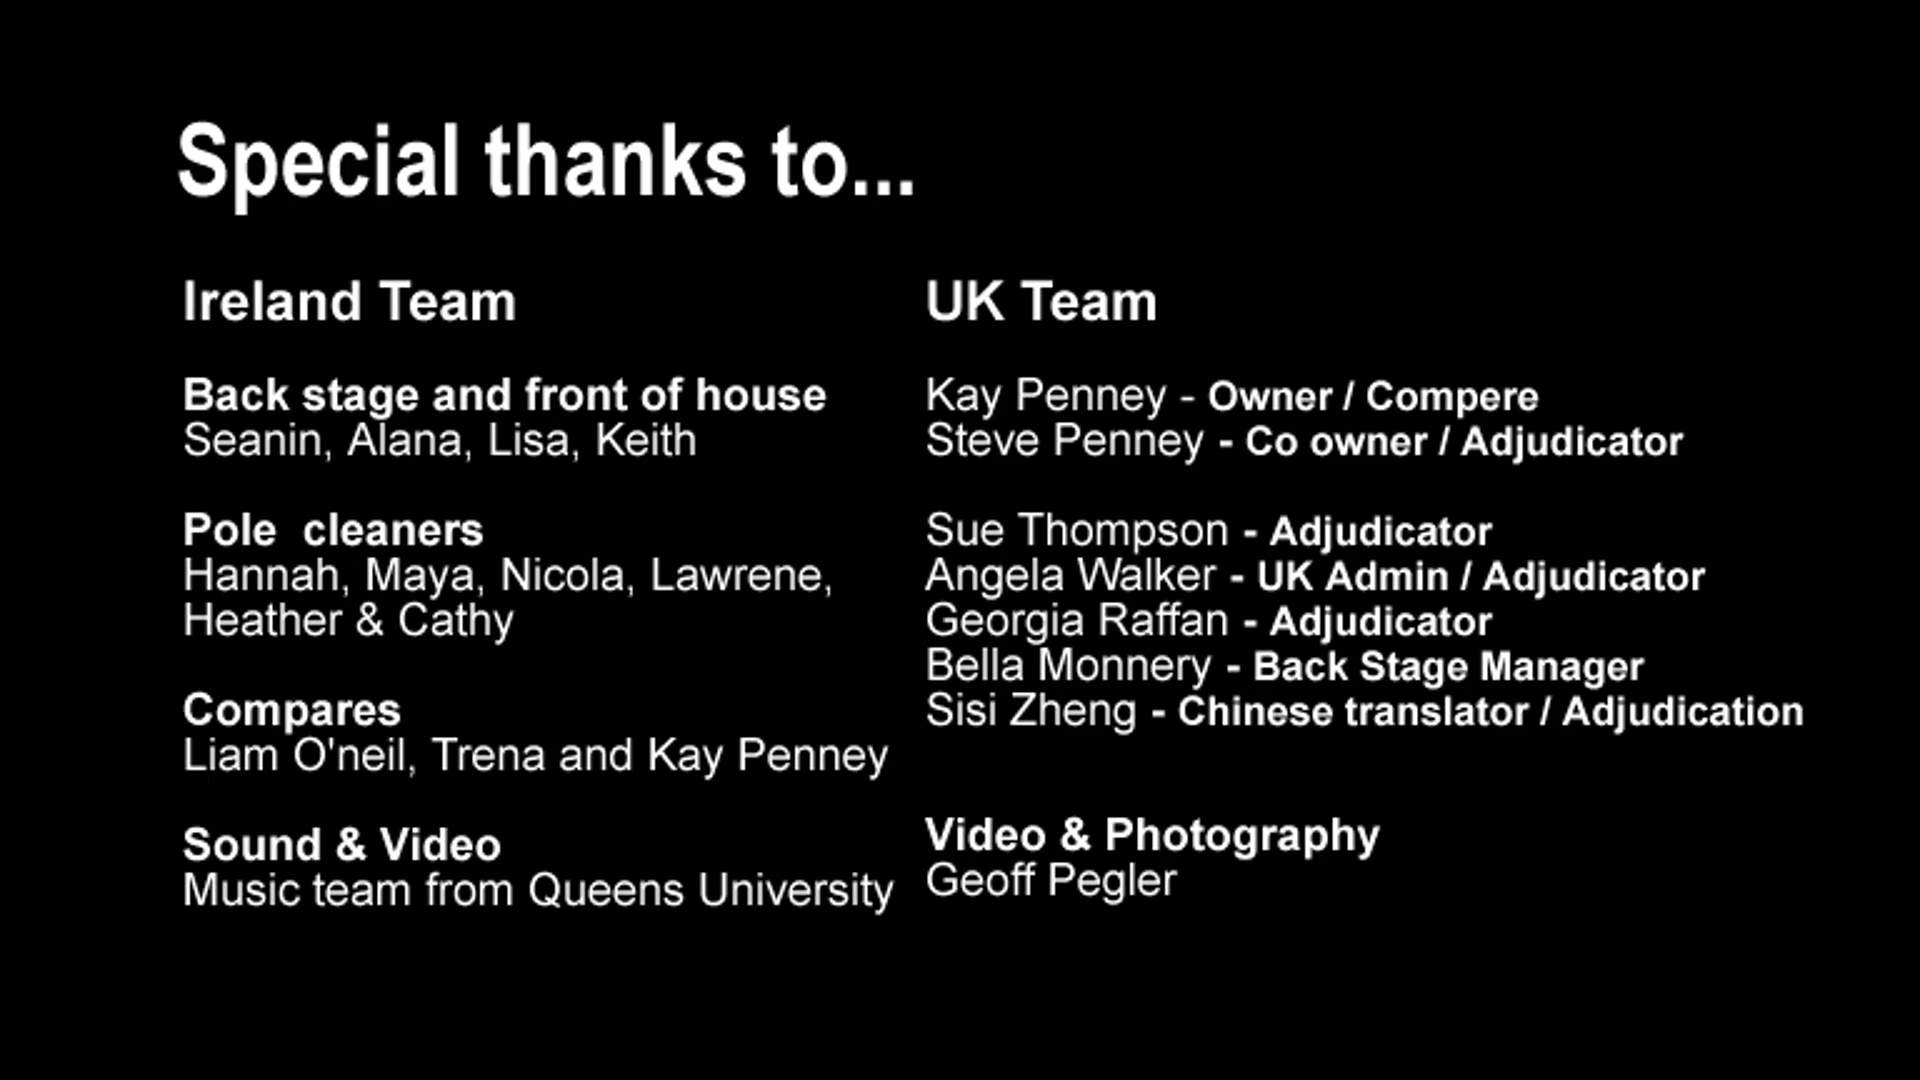 Special thanks to...
Ireland Team
Back stage and front of house
Seanin, Alana, Lisa, Keith
Pole  cleaners
Hannah, Maya, Nicola, Lawrene,
Heather & Cathy
Compares
Liam O'neil, Trena and Kay Penney
Sound & Video
Music team from Queens University
UK Team
Kay Penney - Owner / Compere
Steve Penney - Co owner / Adjudicator
Sue Thompson - Adjudicator
Angela Walker - UK Admin / Adjudicator
Georgia Raffan - Adjudicator
Bella Monnery - Back Stage Manager
Sisi Zheng - Chinese translator / Adjudication
Video & Photography
Geoff Pegler